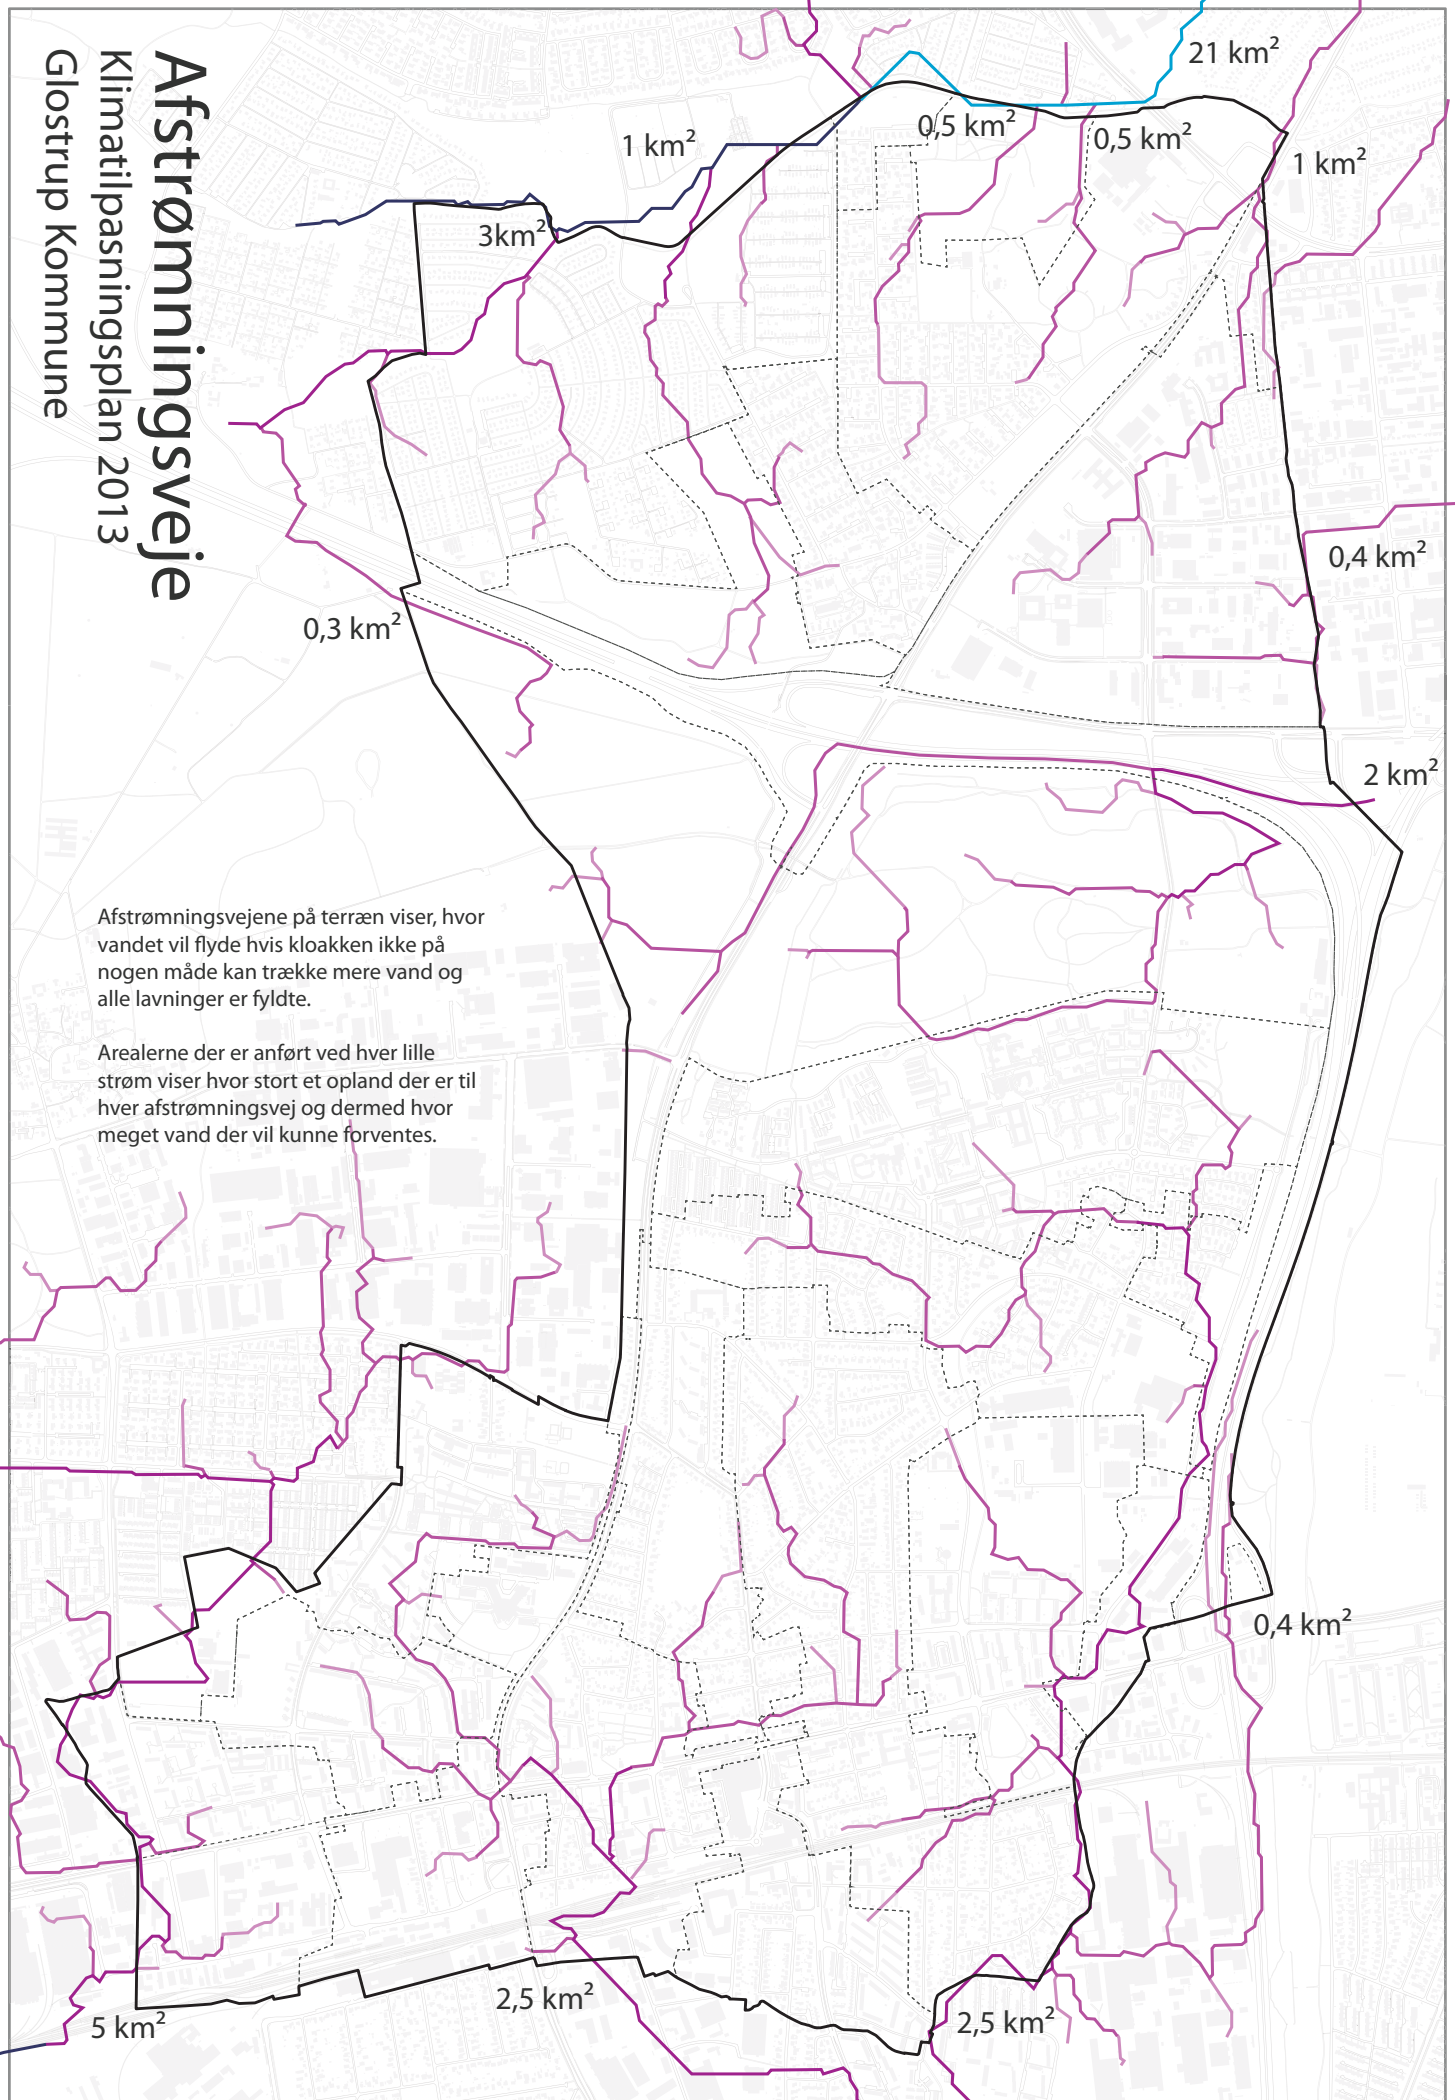 Afstrømningsveje
Klimatilpasningsplan 2013
Glostrup Kommune
21 km²
0,5 km²
0,5 km²
1 km²
1 km²
3km²
0,4 km²
0,3 km²
2 km²
Afstrømningsvejene på terræn viser, hvor
vandet vil flyde hvis kloakken ikke på
nogen måde kan trække mere vand og
alle lavninger er fyldte.
Arealerne der er anført ved hver lille
strøm viser hvor stort et opland der er til
hver afstrømningsvej og dermed hvor
meget vand der vil kunne forventes.
0,4 km²
2,5 km²
2,5 km²
5 km²